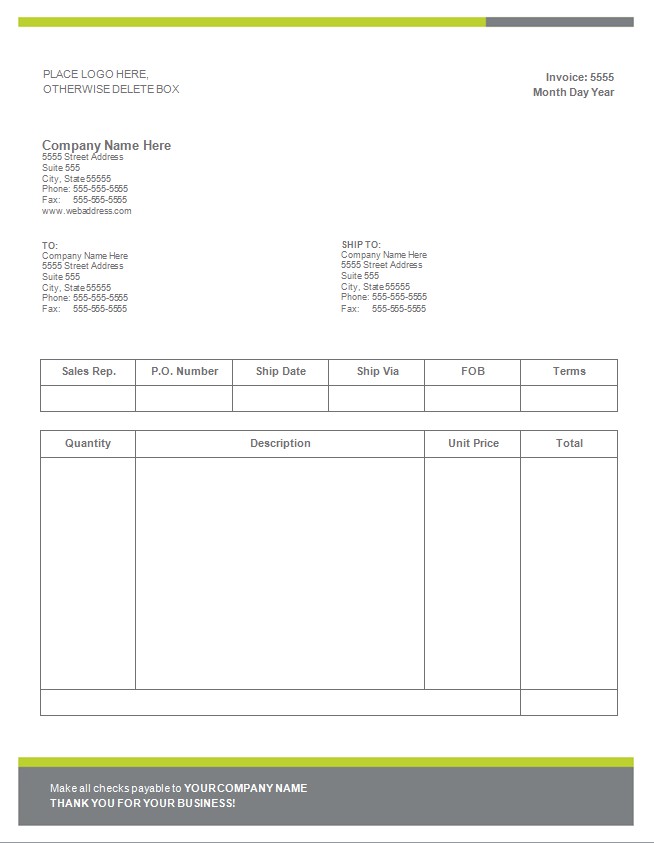 PLACE LOGO HERE,
OTHERWISE DELETE BOX
Invoice: 5555
Month Day Year
Company Name Here
5555 Street Address
Suite 555
City, State 55555
Phone: 555-555-5555
Fax: 555-555-5555
www.webaddress.com
TO:
Company Name Here
5555 Street Address
Suite 555
City, State 55555
Phone: 555-555-5555
Fax: 555-555-5555
SHIP TO:
Company Name Here
5555 Street Address
Suite 555
City, State 55555
Phone: 555-555-5555
Fax: 555-555-5555
Sales Rep. P.O. Number Ship Date Ship Via FOB Terms
Quantity Description Unit Price Total
Make all checks payable to YOUR COMPANY NAME
THANK YOU FOR YOUR BUSINESS!